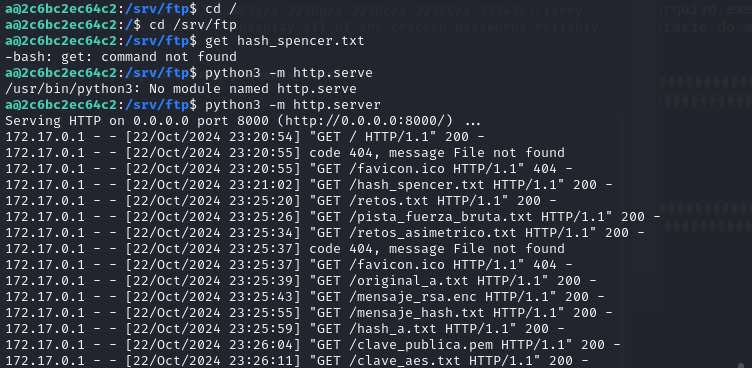 a@2c6bc2ec64c2:/srv/ftp$ cd /
a@2c6bc2ec64c2:/$ cd /srv/ftp
a@2c6bc2ec64c2:/srv/ftp$ get hash_spencer.txt
-bash: get: command not found
a@2c6bc2ec64c2:/srv/ftp$ python3 -m http.serve
/usr/bin/python3: No module named http.serve
a@2c6bc2ec64c2:/srv/ftp$ python3 -m http.server
Serving HTTP on 0.0.0.0 port 8000 (http://0.0.0.0:8000/) ...
172.17.0.1 - - [22/Oct/2024 23:20:54] "GET / HTTP/1.1" 200 -
172.17.0.1 - - [22/Oct/2024 23:20:55] code 404, message File not found
172.17.0.1 - - [22/Oct/2024 23:20:55] "GET /favicon.ico HTTP/1.1" 404 -
172.17.0.1 - - [22/Oct/2024 23:21:02] "GET /hash_spencer.txt HTTP/1.1" 200 -
172.17.0.1 - - [22/Oct/2024 23:25:20] "GET /retos.txt HTTP/1.1" 200 -
172.17.0.1 - - [22/Oct/2024 23:25:26] "GET /pista_fuerza_bruta.txt HTTP/1.1" 200 -
172.17.0.1 - - [22/Oct/2024 23:25:34] "GET /retos_asimetrico.txt HTTP/1.1" 200 -
172.17.0.1 - - [22/Oct/2024 23:25:37] code 404, message File not found
172.17.0.1 - - [22/Oct/2024 23:25:37] "GET /favicon.ico HTTP/1.1" 404 -
172.17.0.1 - - [22/Oct/2024 23:25:39] "GET /original_a.txt HTTP/1.1" 200 -
172.17.0.1 - - [22/Oct/2024 23:25:43] "GET /mensaje_rsa.enc HTTP/1.1" 200 -
172.17.0.1 - - [22/Oct/2024 23:25:55] "GET /mensaje_hash.txt HTTP/1.1" 200 -
172.17.0.1 - - [22/Oct/2024 23:25:59] "GET /hash_a.txt HTTP/1.1" 200 -
172.17.0.1 - - [22/Oct/2024 23:26:04] "GET /clave_publica.pem HTTP/1.1" 200 -
172.17.0.1 - - [22/Oct/2024 23:26:11] "GET /clave_aes.txt HTTP/1.1" 200 -